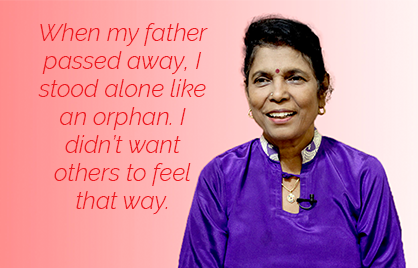 When my father
passed away, I
stood alone like
an orphan. I
didn't want
others to feel
that way.